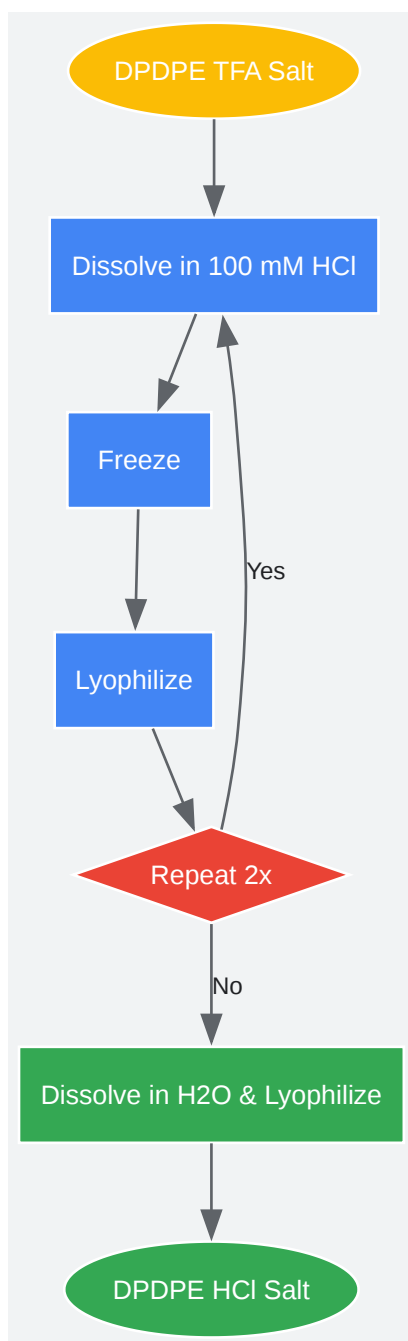 DPDPE TFA Salt
Dissolve in 100 mM HCl
Freeze
Yes
Lyophilize
Repeat 2x
No
Dissolve in H2O & Lyophilize
DPDPE HCl Salt